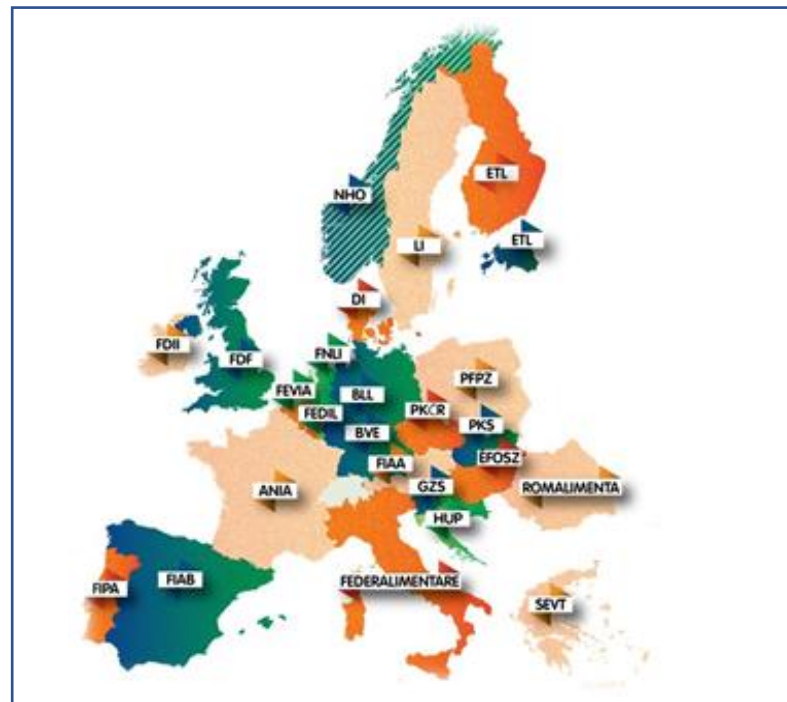 ETL
NHO
LI
ETL
DI
FDII
FDF
FNLI
PFPZ
FEVIA
BLL
PKČR
FEDIL
PKS
BVE
EFOSZ
FIAA
GZS
ROMALIMENTA
ANIA
HUP
FIPA
FIAB
FEDERALIMENTARE
SEVT